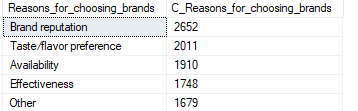 Reasons_for_choosing_brands C_Reasons_for_choosing_brands
Brand reputation 2652
Taste/flavor preference 2011
Availability 1910
Effectiveness 1748
Other 1679